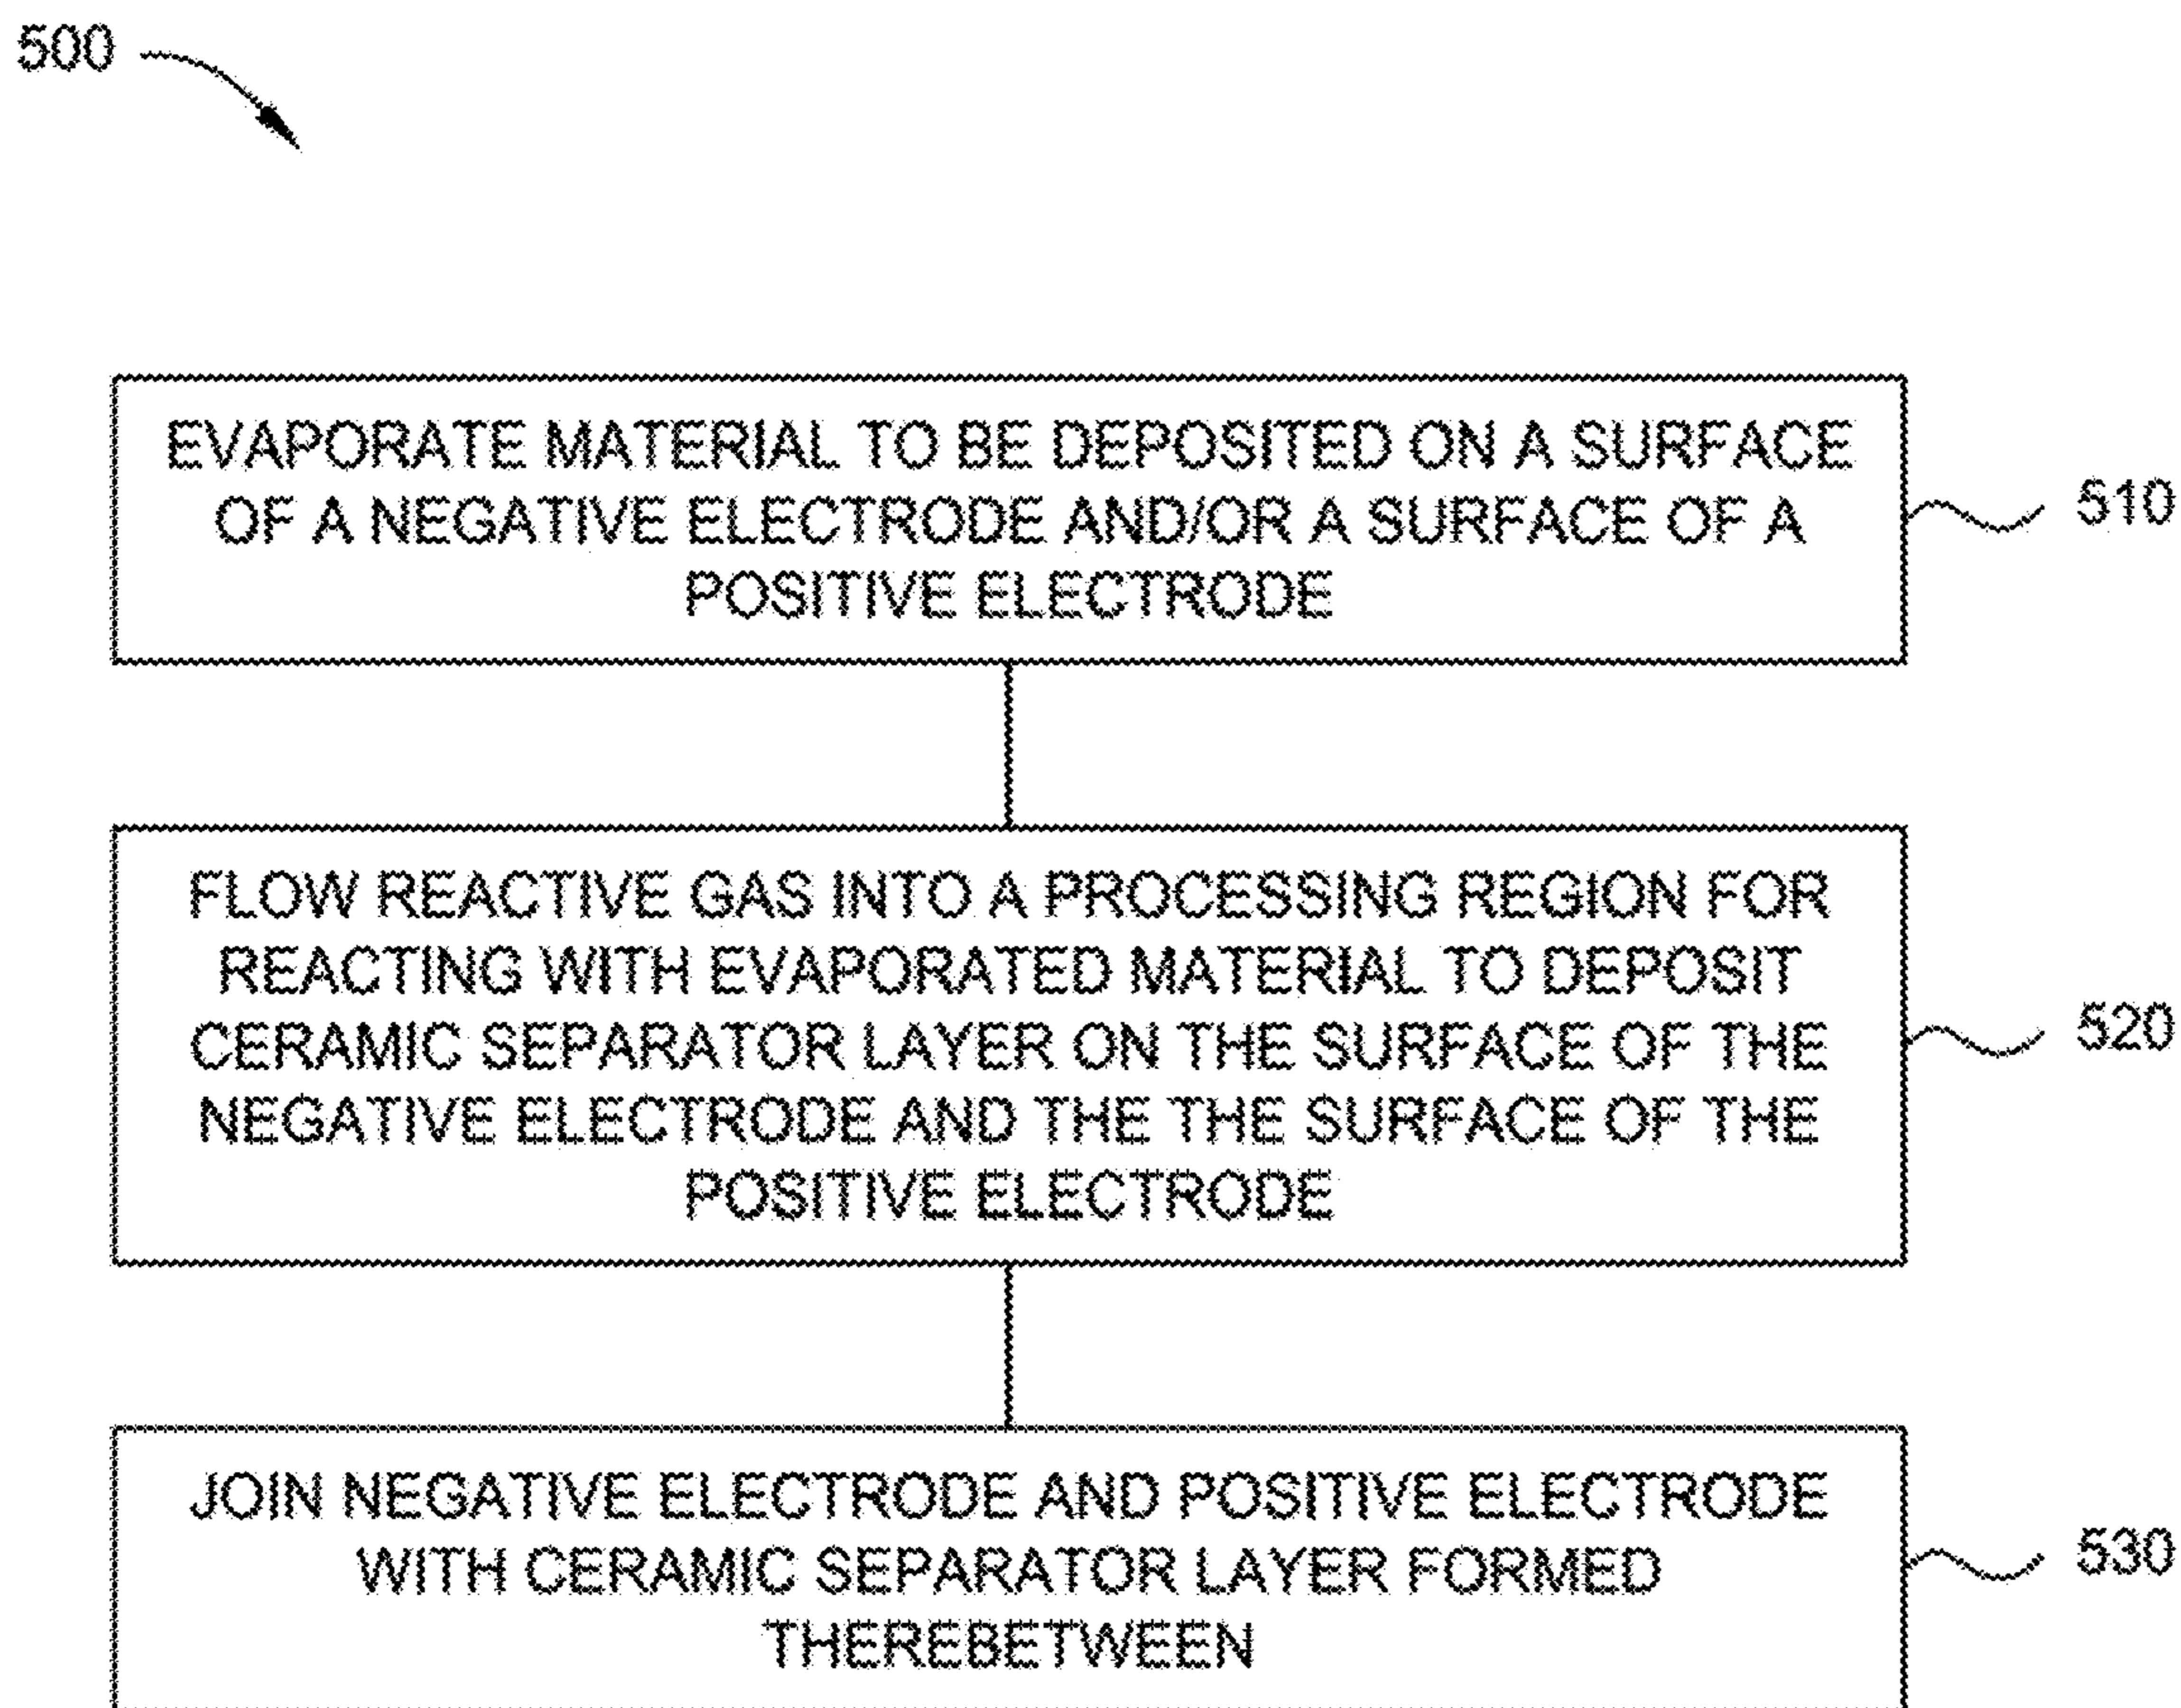 500
EVAPORATE MATERIAL TO BE DEPOSITED ON A SURFACE
OF A NEGATIVE ELECTRODE AND/OR A SURFACE OF A
POSITIVE ELECTRODE
510
FLOW REACTIVE GAS INTO A PROCESSING REGION FOR
REACTING WITH EVAPORATED MATERIAL TO DEPOSIT
CERAMIC SEPARATOR LAYER ON THE SURFACE OF THE
NEGATIVE ELECTRODE AND THE THE SURFACE OF THE
POSITIVE ELECTRODE
520
JOIN NEGATIVE ELECTRODE AND POSITIVE ELECTRODE
WITH CERAMIC SEPARATOR LAYER FORMED
THEREBETWEEN
530